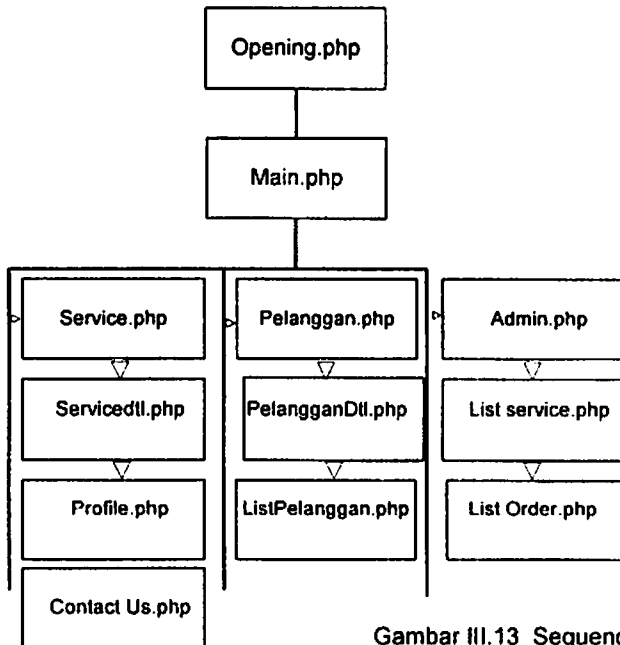 Opening.php
Main.php
Service.php
Pelanggan.php
Admin.php
Servicedtl.php
PelangganDtl.php
List service.php
Profile.php
ListPelanggan.php
List Order.php
Contact Us.php
Gambar III.13 Sequenc